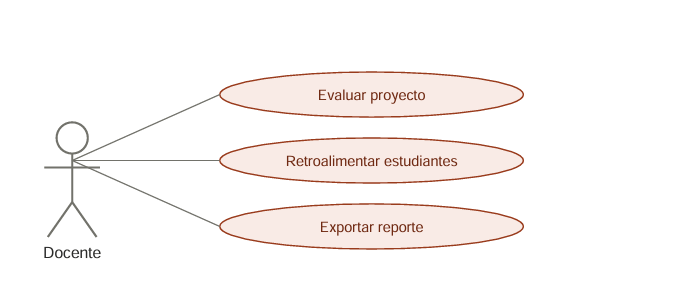 Evaluar proyecto
Retroalimentar estudiantes
Exportar reporte
Docente